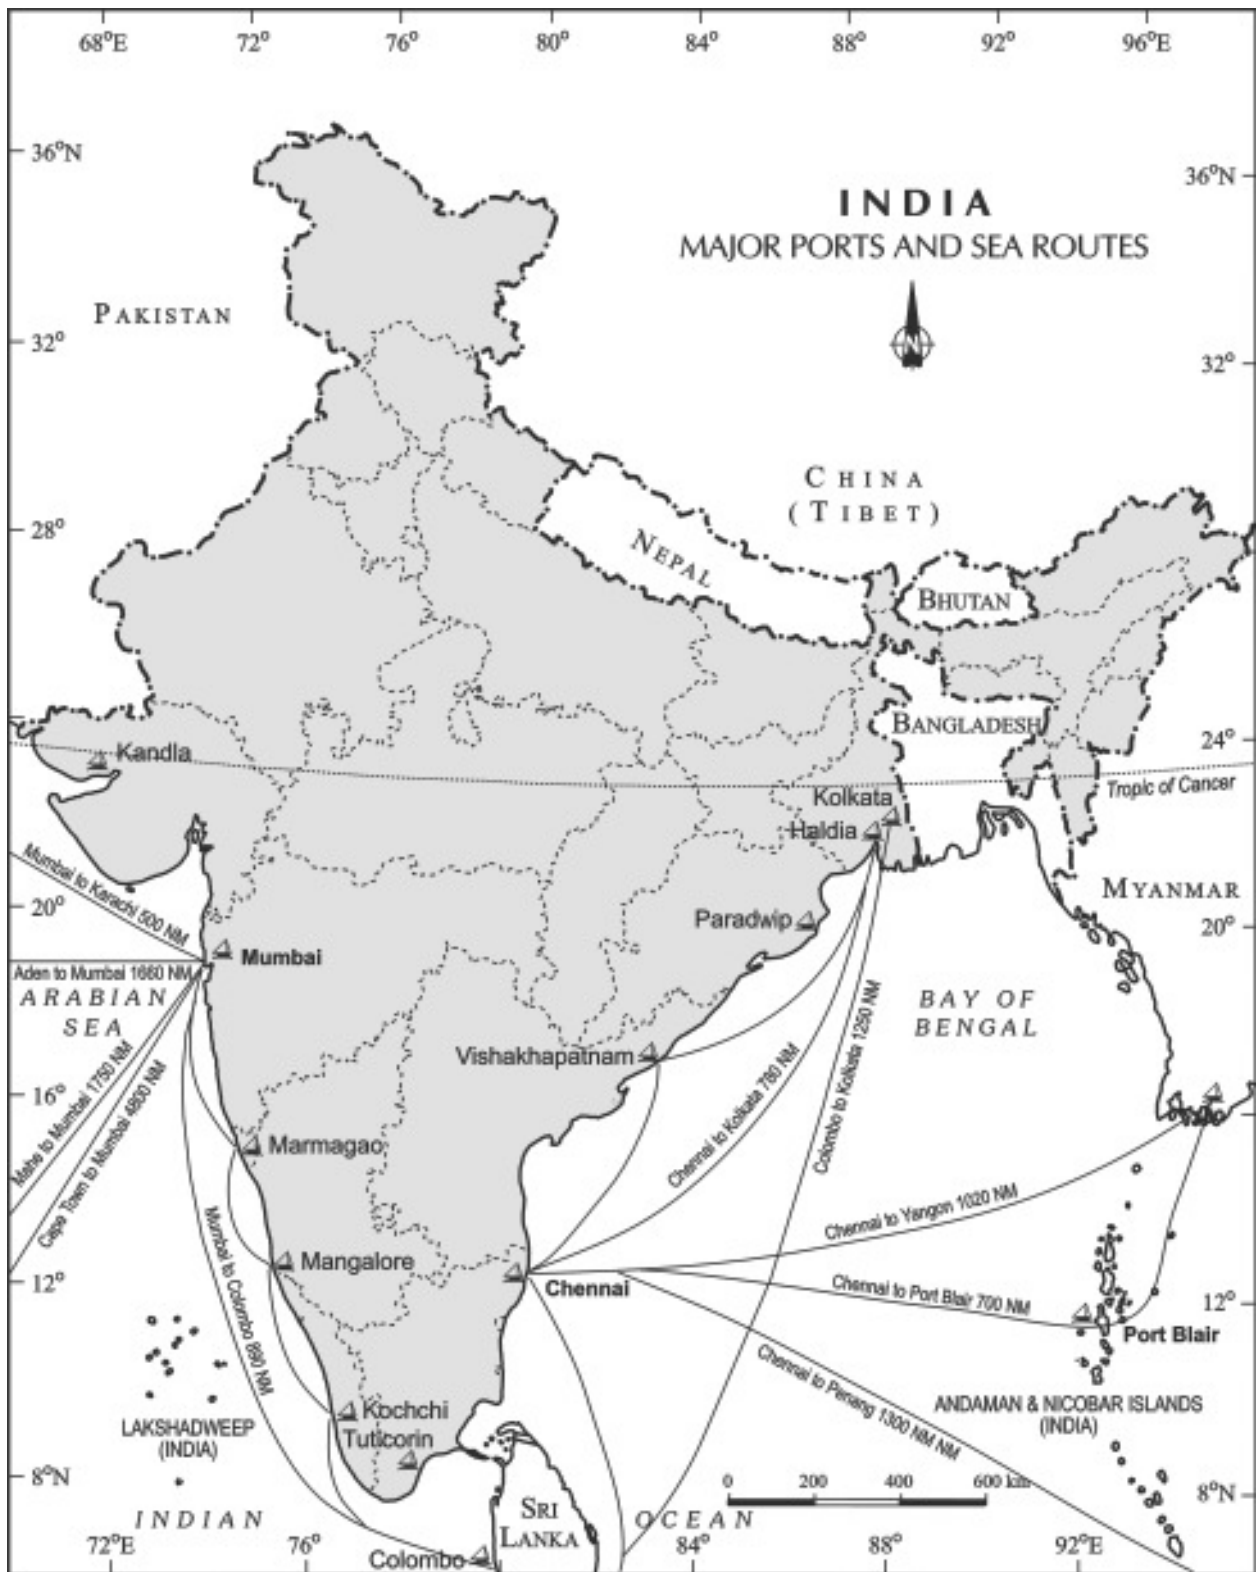 68°E 72° 76° 80° 84° 88° 92° 96°E
36°N
36°N
INDIA
MAJOR PORTS AND SEA ROUTES
N
PAKISTAN
32°
32°
CHINA
(TIBET)
28°
28°
NEPAL
BHUTAN
BANGLADESH
24°
Kandla
Tropic of Cancer
Kolkata
Haldia
Mumbai to Karachi 500 NM
MYANMAR
20°
20°
Paradwip
Mumbai
Aden to Mumbai 1660 NM
ARABIAN
SEA
BAY OF
BENGAL
Vishakhapatnam
Mahe to Mumbai 1750 NM
Cape Town to Mumbai 4800 NM
Chennai to Kolkata 780 NM
Colombo to Kolkata 1250 NM
16°
16°
Marmagao
Chennai to Yangon 1020 NM
Mangalore
Mumbai to Colombo 890 NM
12°
Chennai
Chennai to Port Blair 700 NM
12°
Port Blair
Chennai to Penang 1300 NM NM
LAKSHADWEEP
(INDIA)
Kochchi
Tuticorin
ANDAMAN & NICOBAR ISLANDS
(INDIA)
8°N
0 200 400 600 km
8°N
INDIAN
OCEAN
SRI
LANKA
Colombo
72°E 76° 84° 88° 92°E